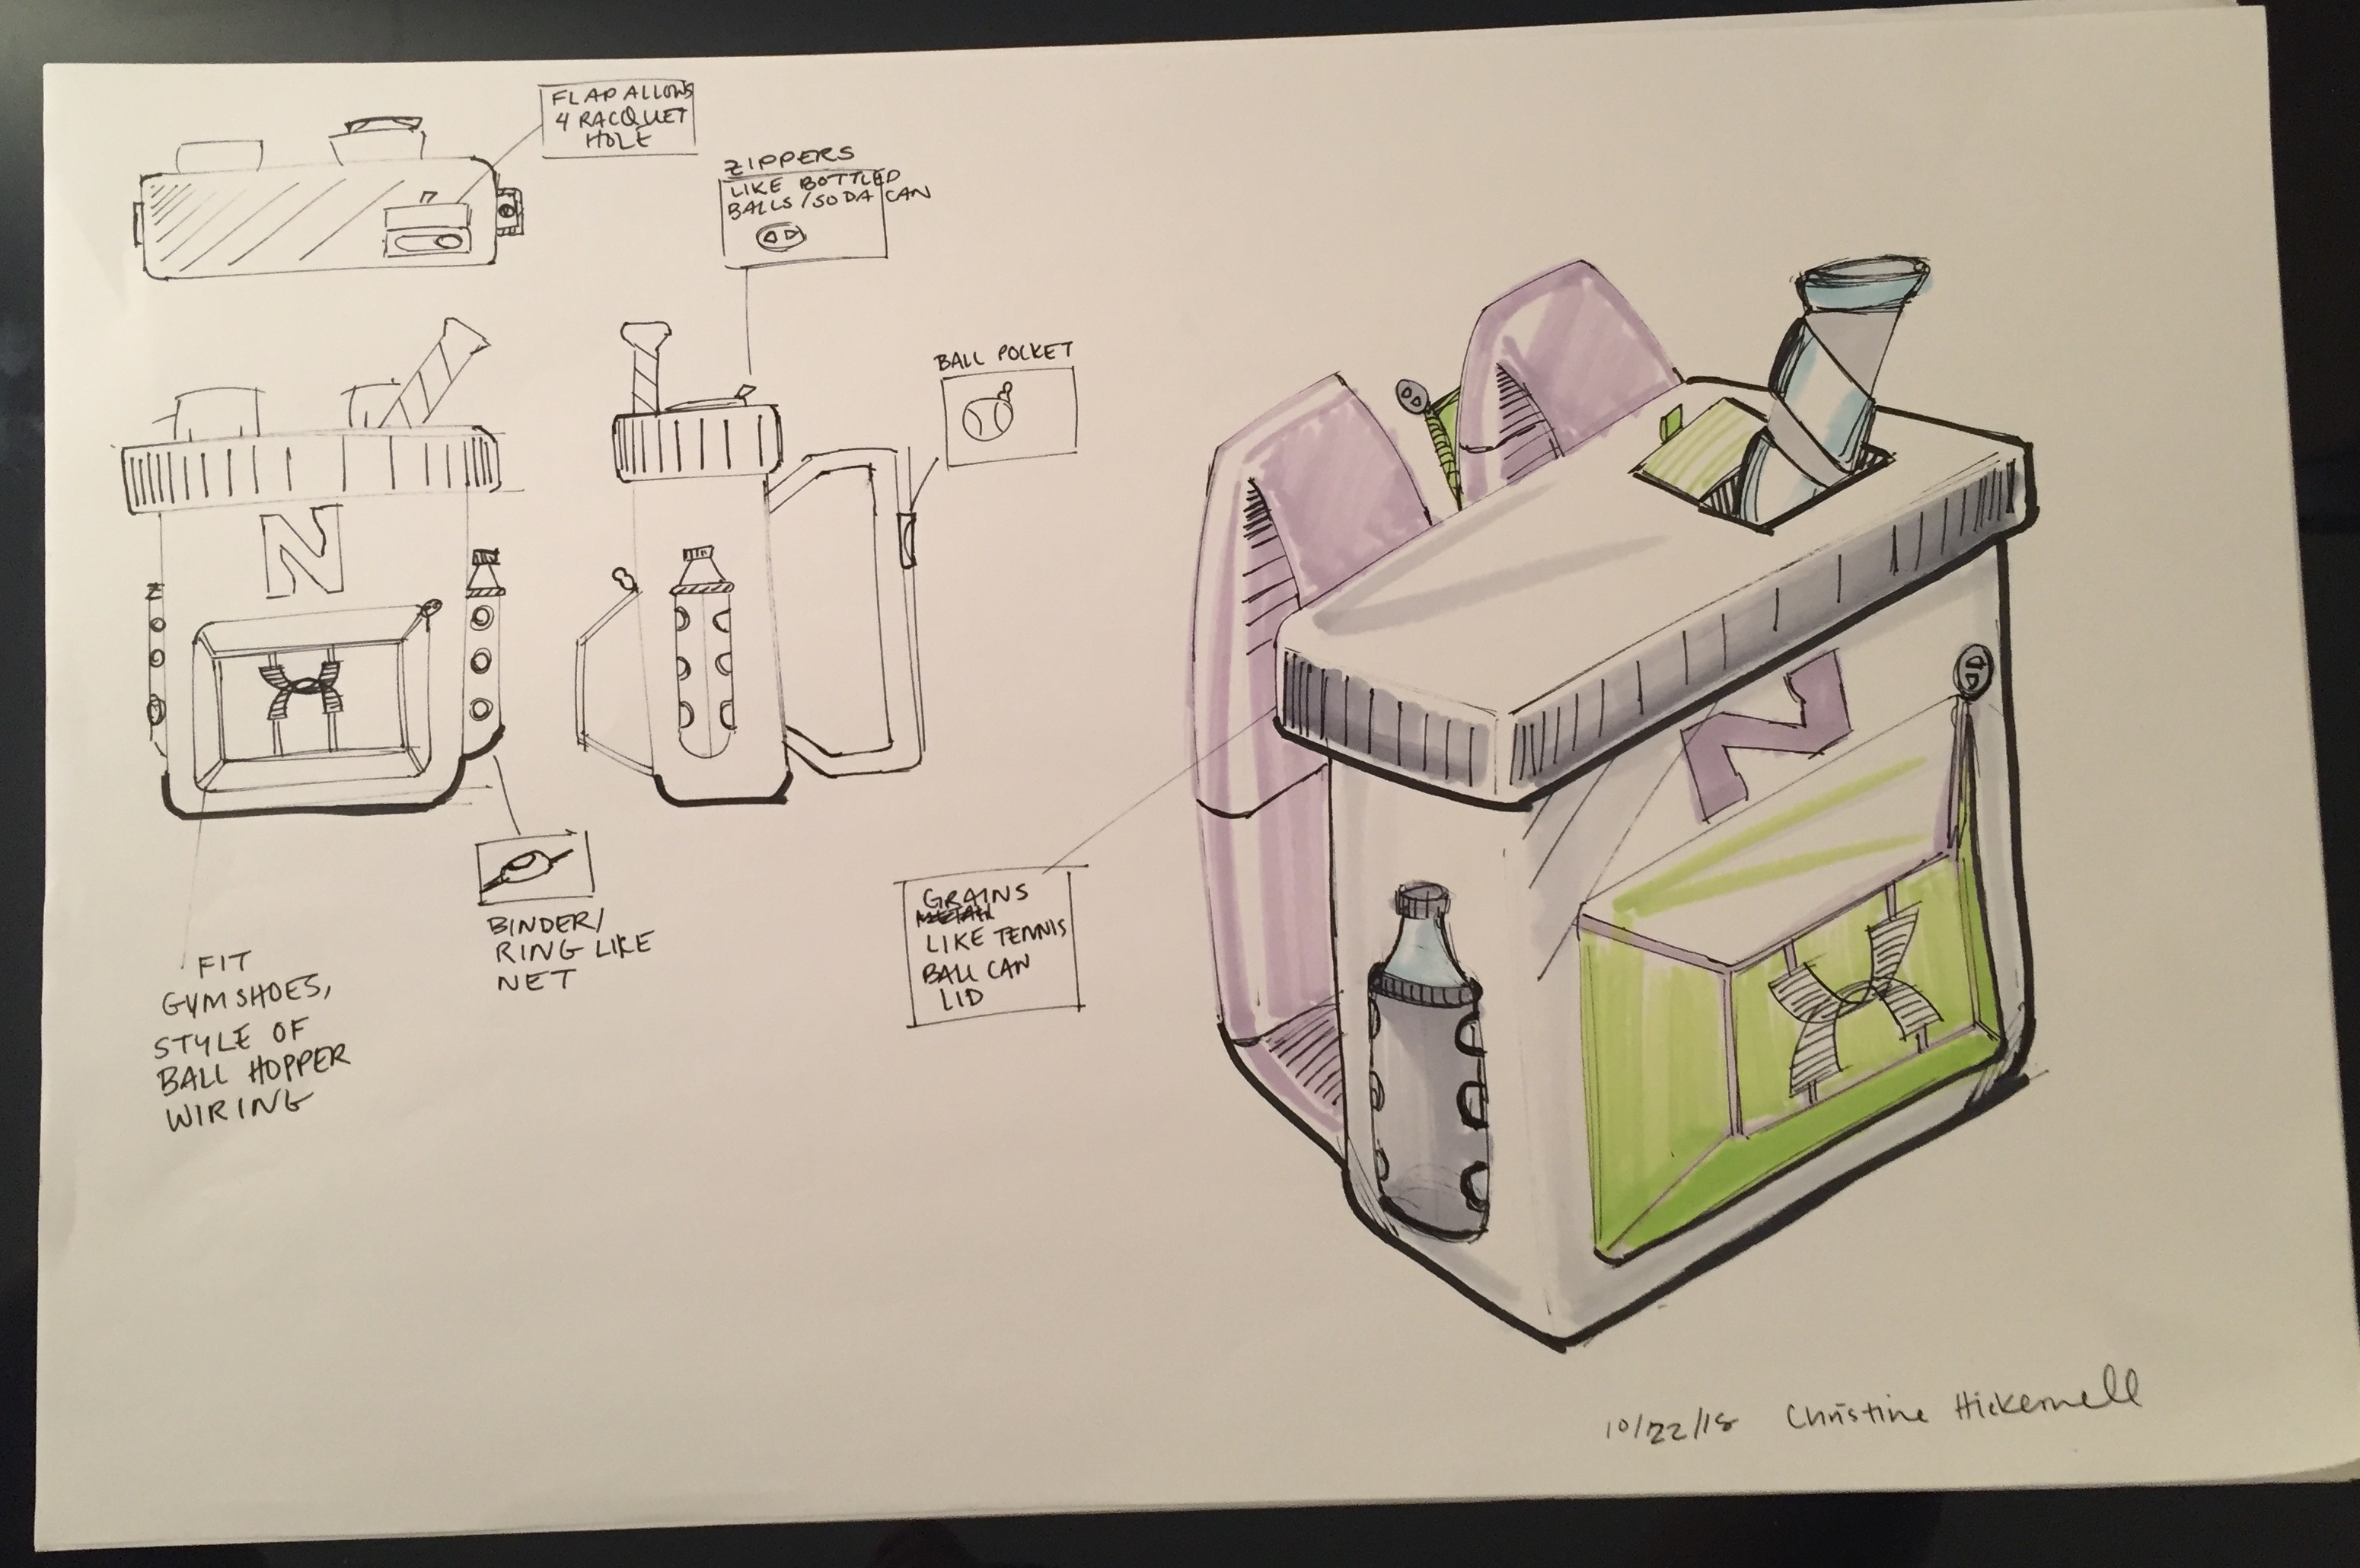 FLAP ALLOWS
4 RACQUET
HOLE
ZIPPERS
LIKE BOTTLED
BALLS/SODA CAN
BALL POCKET
N
N
BINDER/
RING LIKE
NET
FIT
GYM SHOES,
STYLE OF
BALL HOPPER
WIRING
GRAINS
LIKE TENNIS
BALL CAN
LID
10/22/18 Christine Hickernell